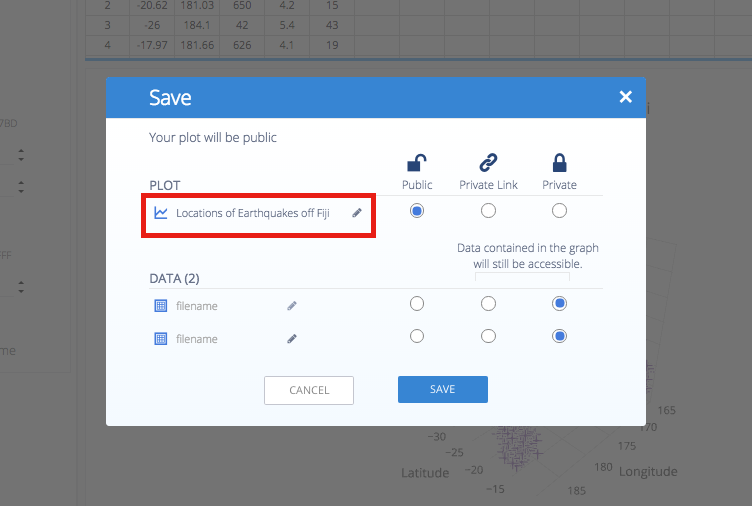 2 -20.62 181.03 650 4.2 15
3 -26 184.1 42 5.4 43
4 -17.97 181.66 626 4.1 19
Save
Your plot will be public
PLOT Public Private Link Private
Locations of Earthquakes off Fiji
Data contained in the graph
will still be accessible.
DATA (2)
filename
filename
CANCEL SAVE
-30
-25
-20
-15
Latitude
165
170
175
180
185
Longitude